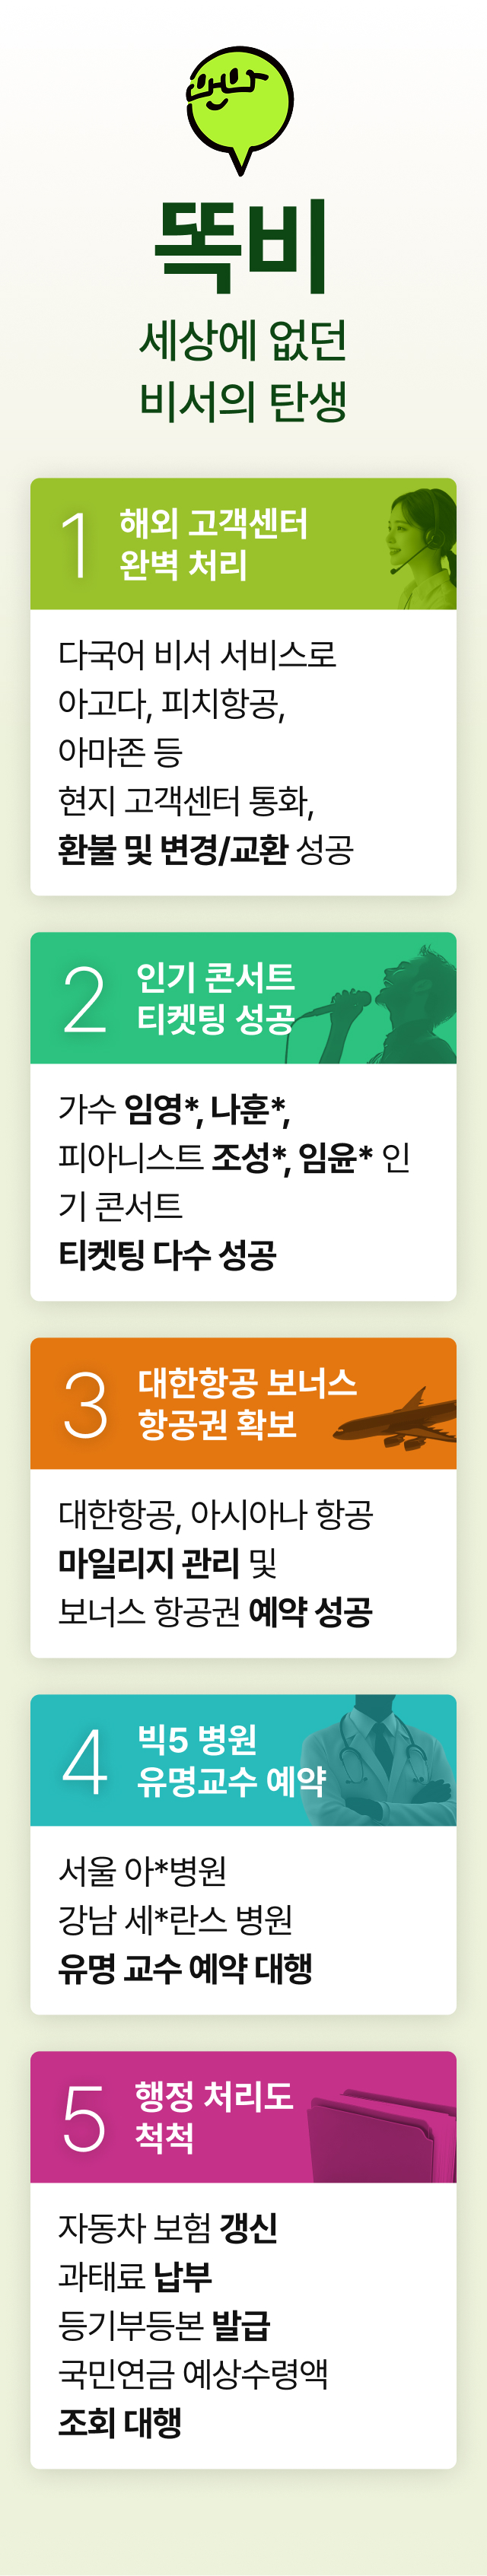 똑비
세상에 없던
비서의 탄생
1
해외 고객센터
완벽 처리
다국어 비서 서비스로
아고다, 피치항공,
아마존 등
현지 고객센터 통화,
환불 및 변경/교환 성공
2
인기 콘서트
티켓팅 성공
가수 임영*, 나훈*,
피아니스트 조성*, 임윤* 인
기 콘서트
티켓팅 다수 성공
3
대한항공 보너스
항공권 확보
대한항공, 아시아나 항공
마일리지 관리 및
보너스 항공권 예약 성공
4
빅5 병원
유명교수 예약
서울 아*병원
강남 세*란스 병원
유명 교수 예약 대행
5
행정 처리도
척척
자동차 보험 갱신
과태료 납부
등기부등본 발급
국민연금 예상수령액
조회 대행